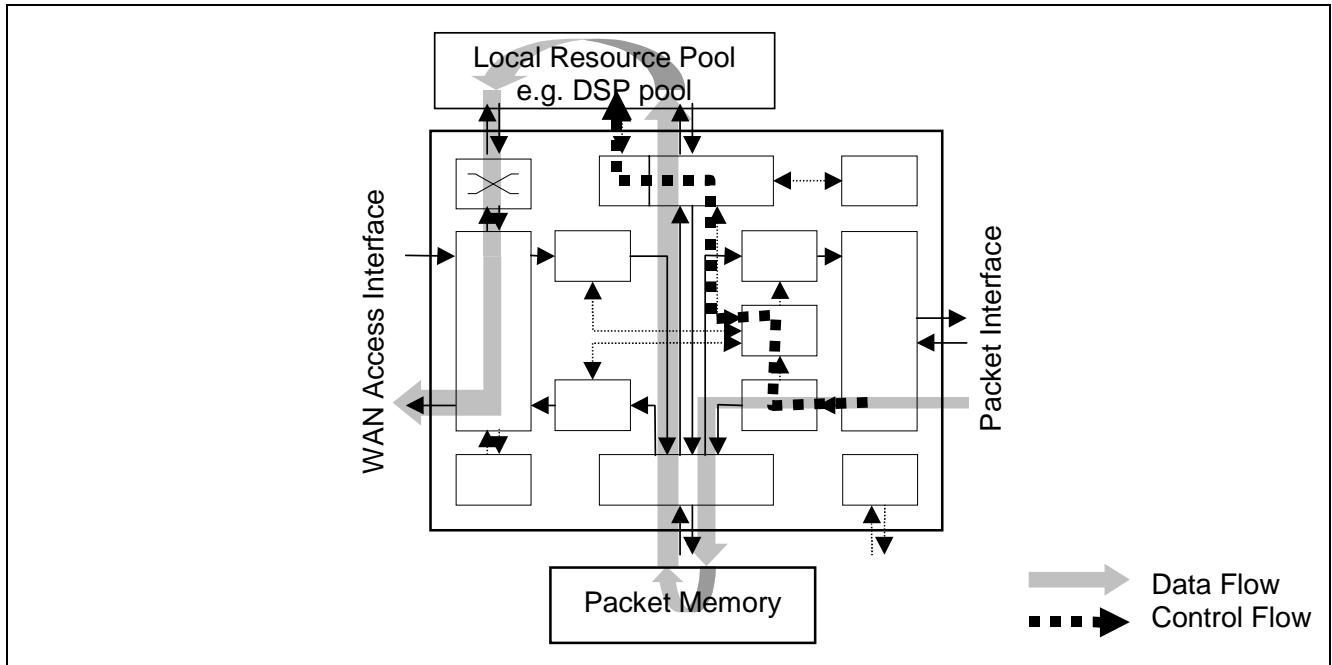 Local Resource Pool
e.g. DSP pool
WAN Access Interface
Packet Interface
Packet Memory
Data Flow
Control Flow